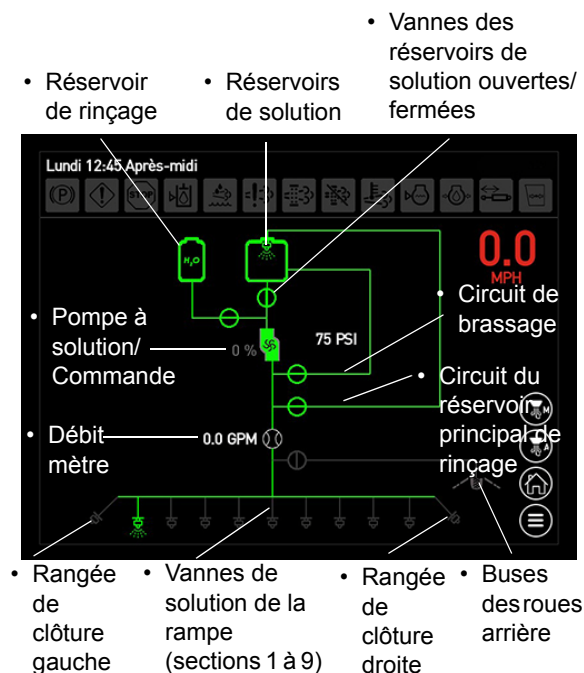 • Vannes des
réservoirs de
solution ouvertes/
fermées
• Réservoir
de rinçage
• Réservoirs
de solution
Lundi 12:45 Après-midi
(P)
STOP
H₂O
0.0
MPH
• Circuit de
brassage
• Pompe à
solution/
Commande
0 %
75 PSI
• Circuit du
réservoir
principal de
rinçage
M
A
• Débit
mètre
0.0 GPM
• Rangée
de
clôture
gauche
• Vannes de
solution de la
rampe
(sections 1 à 9)
• Rangée
de
clôture
droite
• Buses
des roues
arrière